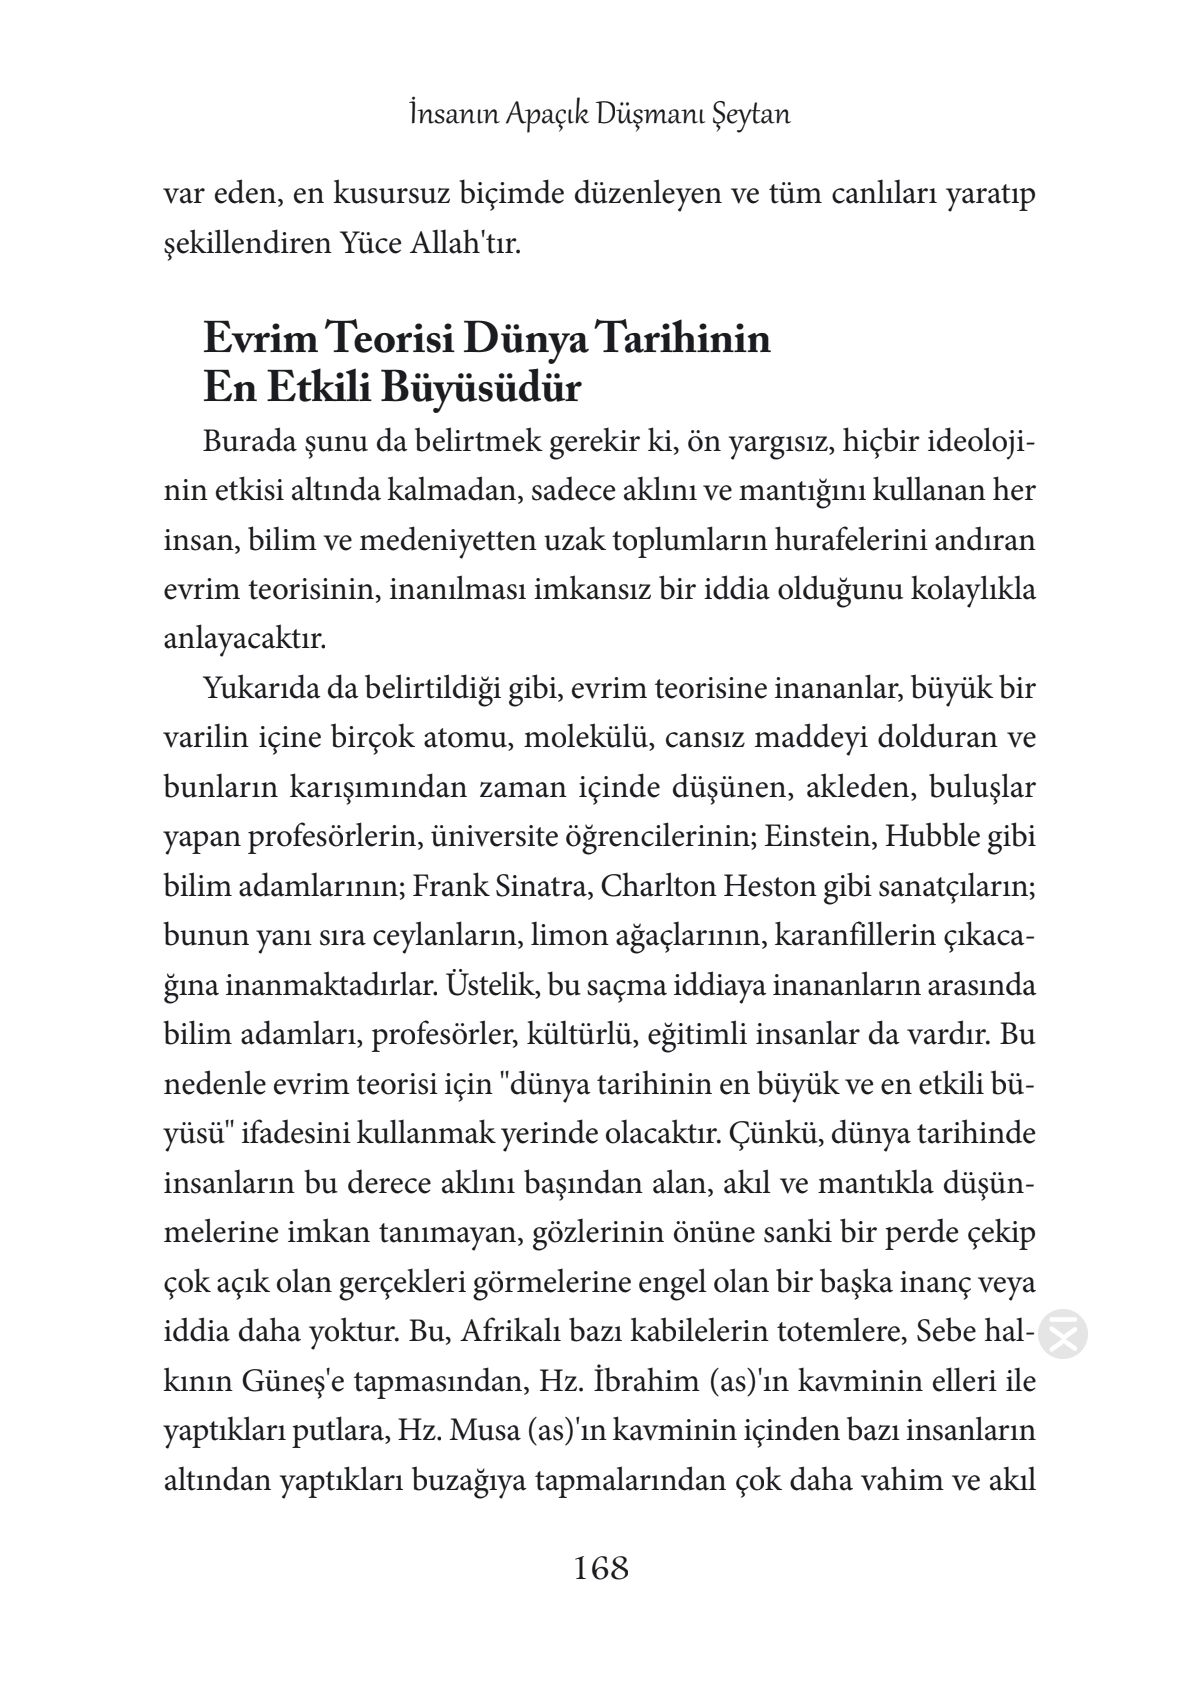 İnsanın Apaçık Düşmanı Şeytan
var eden, en kusursuz biçimde düzenleyen ve tüm canlıları yaratıp
şekillendiren Yüce Allah'tır.
Evrim Teorisi Dünya Tarihinin
En Etkili Büyüsüdür
Burada şunu da belirtmek gerekir ki, ön yargısız, hiçbir ideoloji-
nin etkisi altında kalmadan, sadece aklını ve mantığını kullanan her
insan, bilim ve medeniyetten uzak toplumların hurafelerini andıran
evrim teorisinin, inanılması imkansız bir iddia olduğunu kolaylıkla
anlayacaktır.
Yukarıda da belirtildiği gibi, evrim teorisine inananlar, büyük bir
varilin içine birçok atomu, molekülü, cansız maddeyi dolduran ve
bunların karışımından zaman içinde düşünen, akleden, buluşlar
yapan profesörlerin, üniversite öğrencilerinin; Einstein, Hubble gibi
bilim adamlarının; Frank Sinatra, Charlton Heston gibi sanatçıların;
bunun yanı sıra ceylanların, limon ağaçlarının, karanfillerin çıkaca-
ğına inanmaktadırlar. Üstelik, bu saçma iddiaya inananların arasında
bilim adamları, profesörler, kültürlü, eğitimli insanlar da vardır. Bu
nedenle evrim teorisi için "dünya tarihinin en büyük ve en etkili bü-
yüsü" ifadesini kullanmak yerinde olacaktır. Çünkü, dünya tarihinde
insanların bu derece aklını başından alan, akıl ve mantıkla düşün-
melerine imkan tanımayan, gözlerinin önüne sanki bir perde çekip
çok açık olan gerçekleri görmelerine engel olan bir başka inanç veya
iddia daha yoktur. Bu, Afrikalı bazı kabilelerin totemlere, Sebe hal-
kının Güneş'e tapmasından, Hz. İbrahim (as)'ın kavminin elleri ile
yaptıkları putlara, Hz. Musa (as)'ın kavminin içinden bazı insanların
altından yaptıkları buzağıya tapmalarından çok daha vahim ve akıl
168